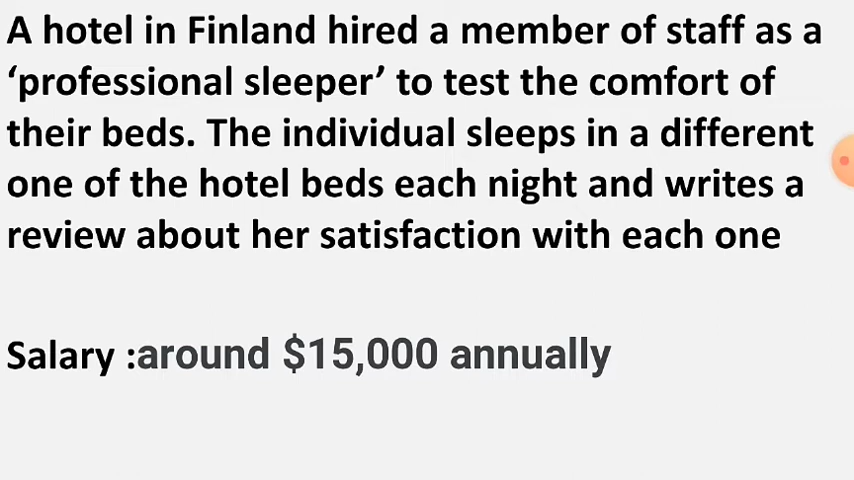 A hotel in Finland hired a member of staff as a
‘professional sleeper’ to test the comfort of
their beds. The individual sleeps in a different
one of the hotel beds each night and writes a
review about her satisfaction with each one
Salary :around $15,000 annually